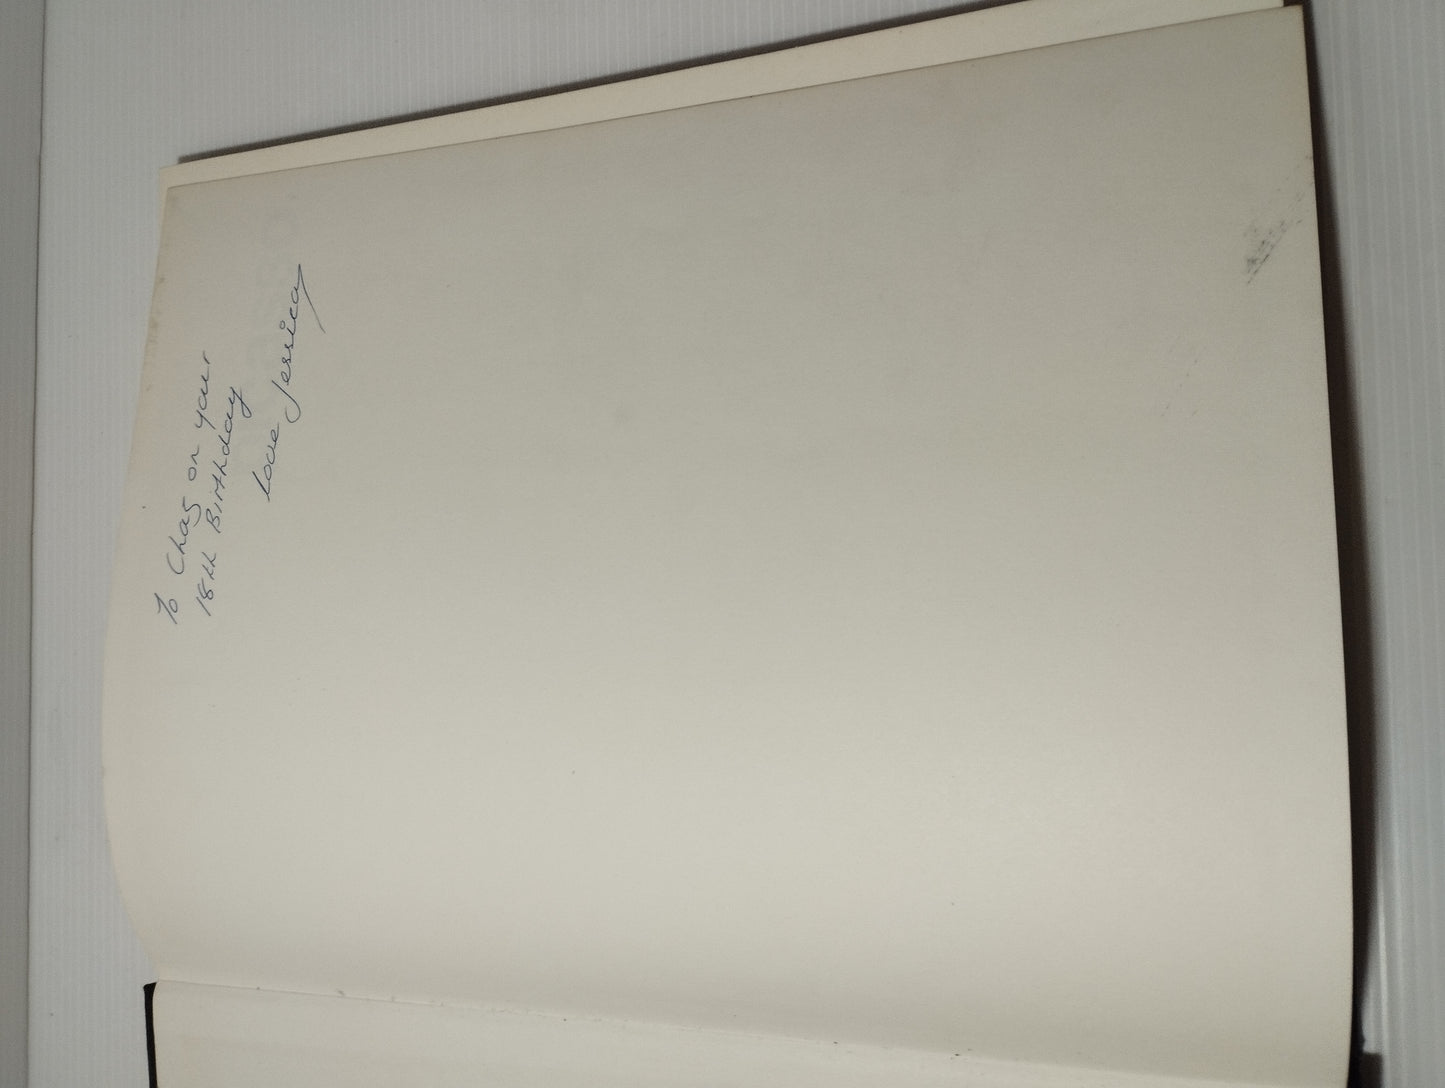 To Chas on your
18th Birthday
Love Jessica